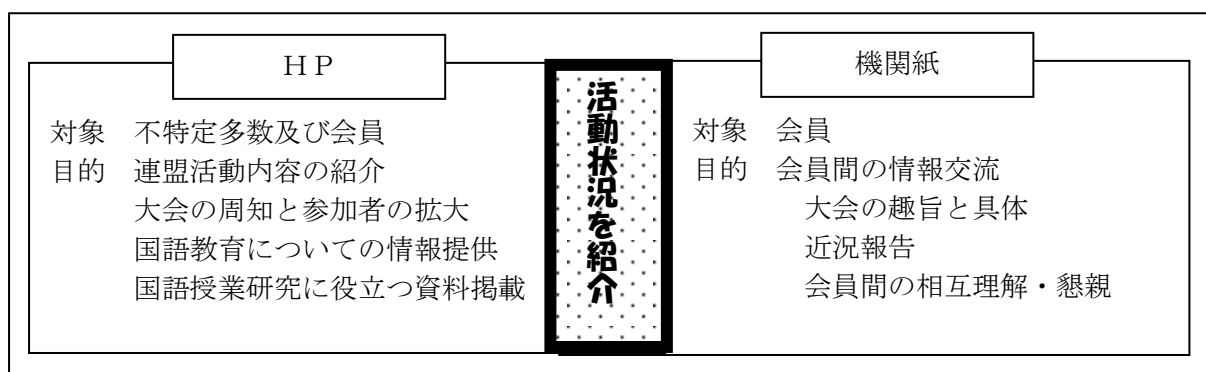 ＨＰ
対象　不特定多数及び会員
目的　連盟活動内容の紹介
大会の周知と参加者の拡大
国語教育についての情報提供
国語授業研究に役立つ資料掲載
活動状況を紹介
機関紙
対象　会員
目的　会員間の情報交流
大会の趣旨と具体
近況報告
会員間の相互理解・懇親